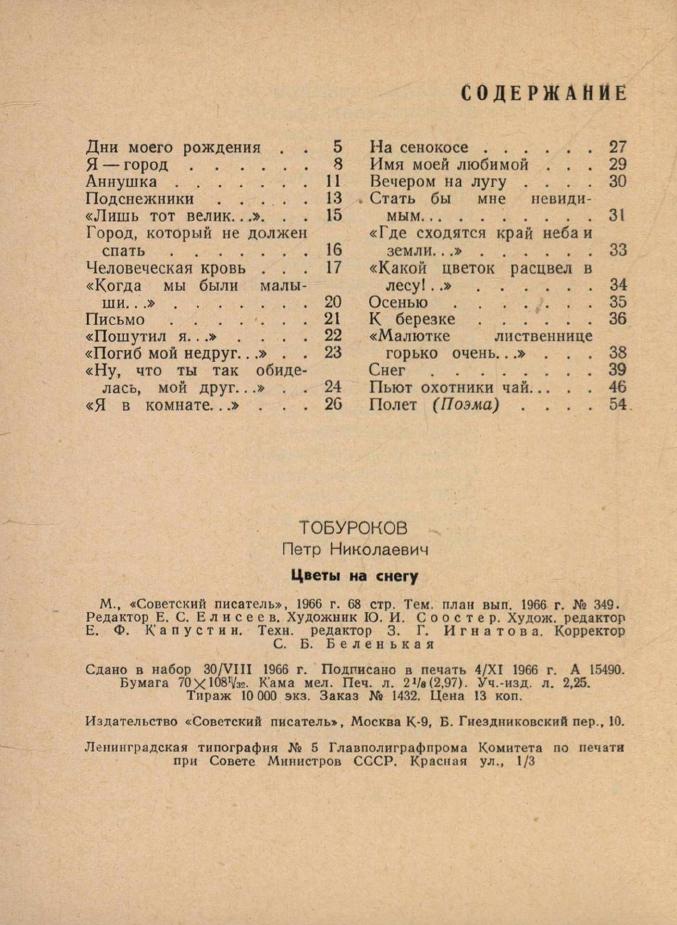 СОДЕРЖАНИЕ
Дни моего рождения . . 5
Я — город . . . . . . 8
Аннушка . . . . . . . 11
Подснежники . . . . . 13
«Лишь тот велик...». . . 15
Город, который не должен
спать . . . . . . . 16
Человеческая кровь . . . 17
«Когда мы были малы-
ши...» . . . . . . . 20
Письмо . . . . . . . 21
«Пошутил я...» . . . . 22
«Погиб мой недруг...» . . 23
«Ну, что ты так обиде-
лась, мой друг...» . . 24
«Я в комнате...» . . . 26
На сенокосе . . . . . . 27
Имя моей любимой . . . 29
Вечером на лугу . . . . 30
Стать бы мне невиди-
мым... . . . . . . . 31
«Где сходятся край неба и
земли...» . . . . . 33
«Какой цветок расцвел в
лесу!..» . . . . . . 34
Осенью . . . . . . . 35
К березке . . . . . . 36
«Малютке лиственнице
горько очень...» . . . 38
Снег . . . . . . . . 39
Пьют охотники чай... . . 46
Полет (Поэма) . . . . 54
ТОБУРОКОВ
Петр Николаевич
Цветы на снегу
М., «Советский писатель», 1966 г. 68 стр. Тем. план вып. 1966 г. № 349.
Редактор Е. С. Елисеев. Художник Ю. И. Соостер. Худож. редактор
Е. Ф. Капустин. Техн. редактор З. Г. Игнатова. Корректор
С. Б. Беленькая
Сдано в набор 30/VIII 1966 г. Подписано в печать 4/XI 1966 г. А 15490.
Бумага 70×108¹/₃₂. Кама мел. Печ. л. 2¹/₈ (2,97). Уч.-изд. л. 2,25.
Тираж 10 000 экз. Заказ № 1432. Цена 13 коп.
Издательство «Советский писатель», Москва К-9, Б. Гнездниковский пер., 10.
Ленинградская типография № 5 Главполиграфпрома Комитета по печати
при Совете Министров СССР. Красная ул., 1/3